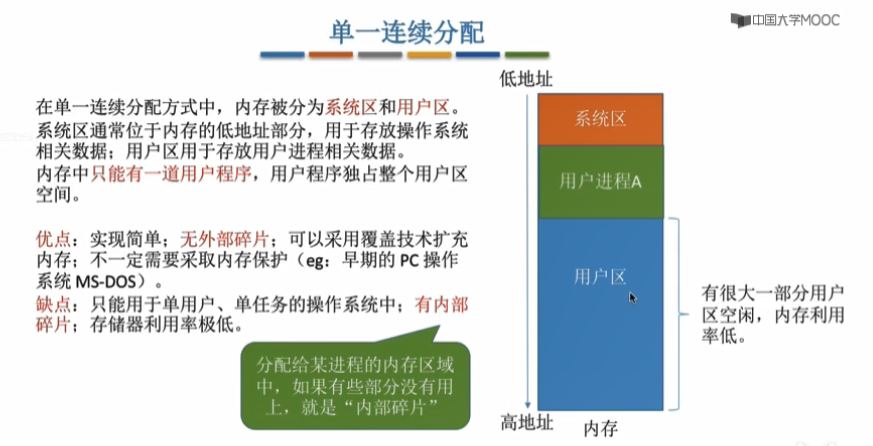 中国大学MOOC
单一连续分配
在单一连续分配方式中，内存被分为系统区和用户区。
系统区通常位于内存的低地址部分，用于存放操作系统
相关数据；用户区用于存放用户进程相关数据。
内存中只能有一道用户程序，用户程序独占整个用户区
空间。
优点：实现简单；无外部碎片；可以采用覆盖技术扩充
内存；不一定需要采取内存保护（eg：早期的 PC 操作
系统 MS-DOS）。
缺点：只能用于单用户、单任务的操作系统中；有内部
碎片；存储器利用率极低。
分配给某进程的内存区域
中，如果有些部分没有用
上，就是“内部碎片”
低地址
系统区
用户进程A
用户区
高地址
内存
有很大一部分用户
区空闲，内存利用
率低。